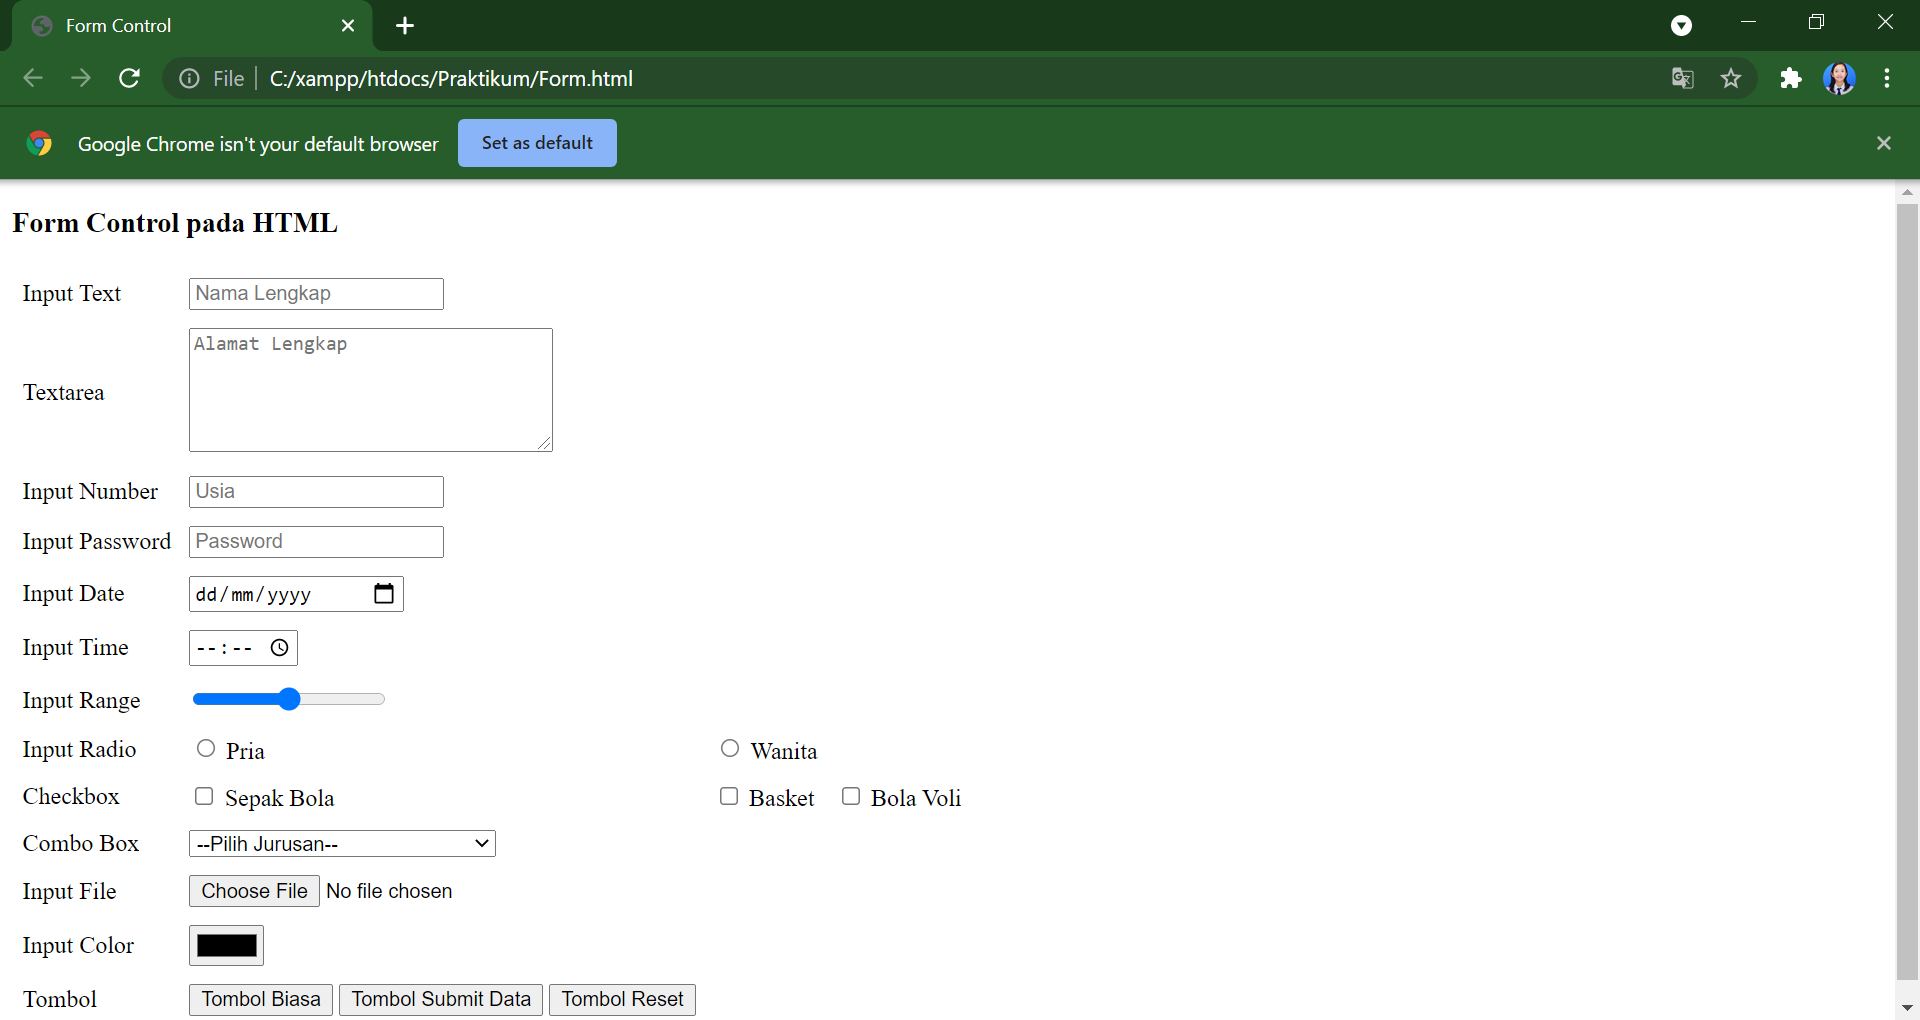 Form Control
File C:/xampp/htdocs/Praktikum/Form.html
Google Chrome isn't your default browser Set as default
Form Control pada HTML
Input Text Nama Lengkap
Textarea Alamat Lengkap
Input Number Usia
Input Password Password
Input Date dd/mm/yyyy
Input Time --:--
Input Range
Input Radio Pria Wanita
Checkbox Sepak Bola Basket Bola Voli
Combo Box --Pilih Jurusan--
Input File Choose File No file chosen
Input Color
Tombol Tombol Biasa Tombol Submit Data Tombol Reset